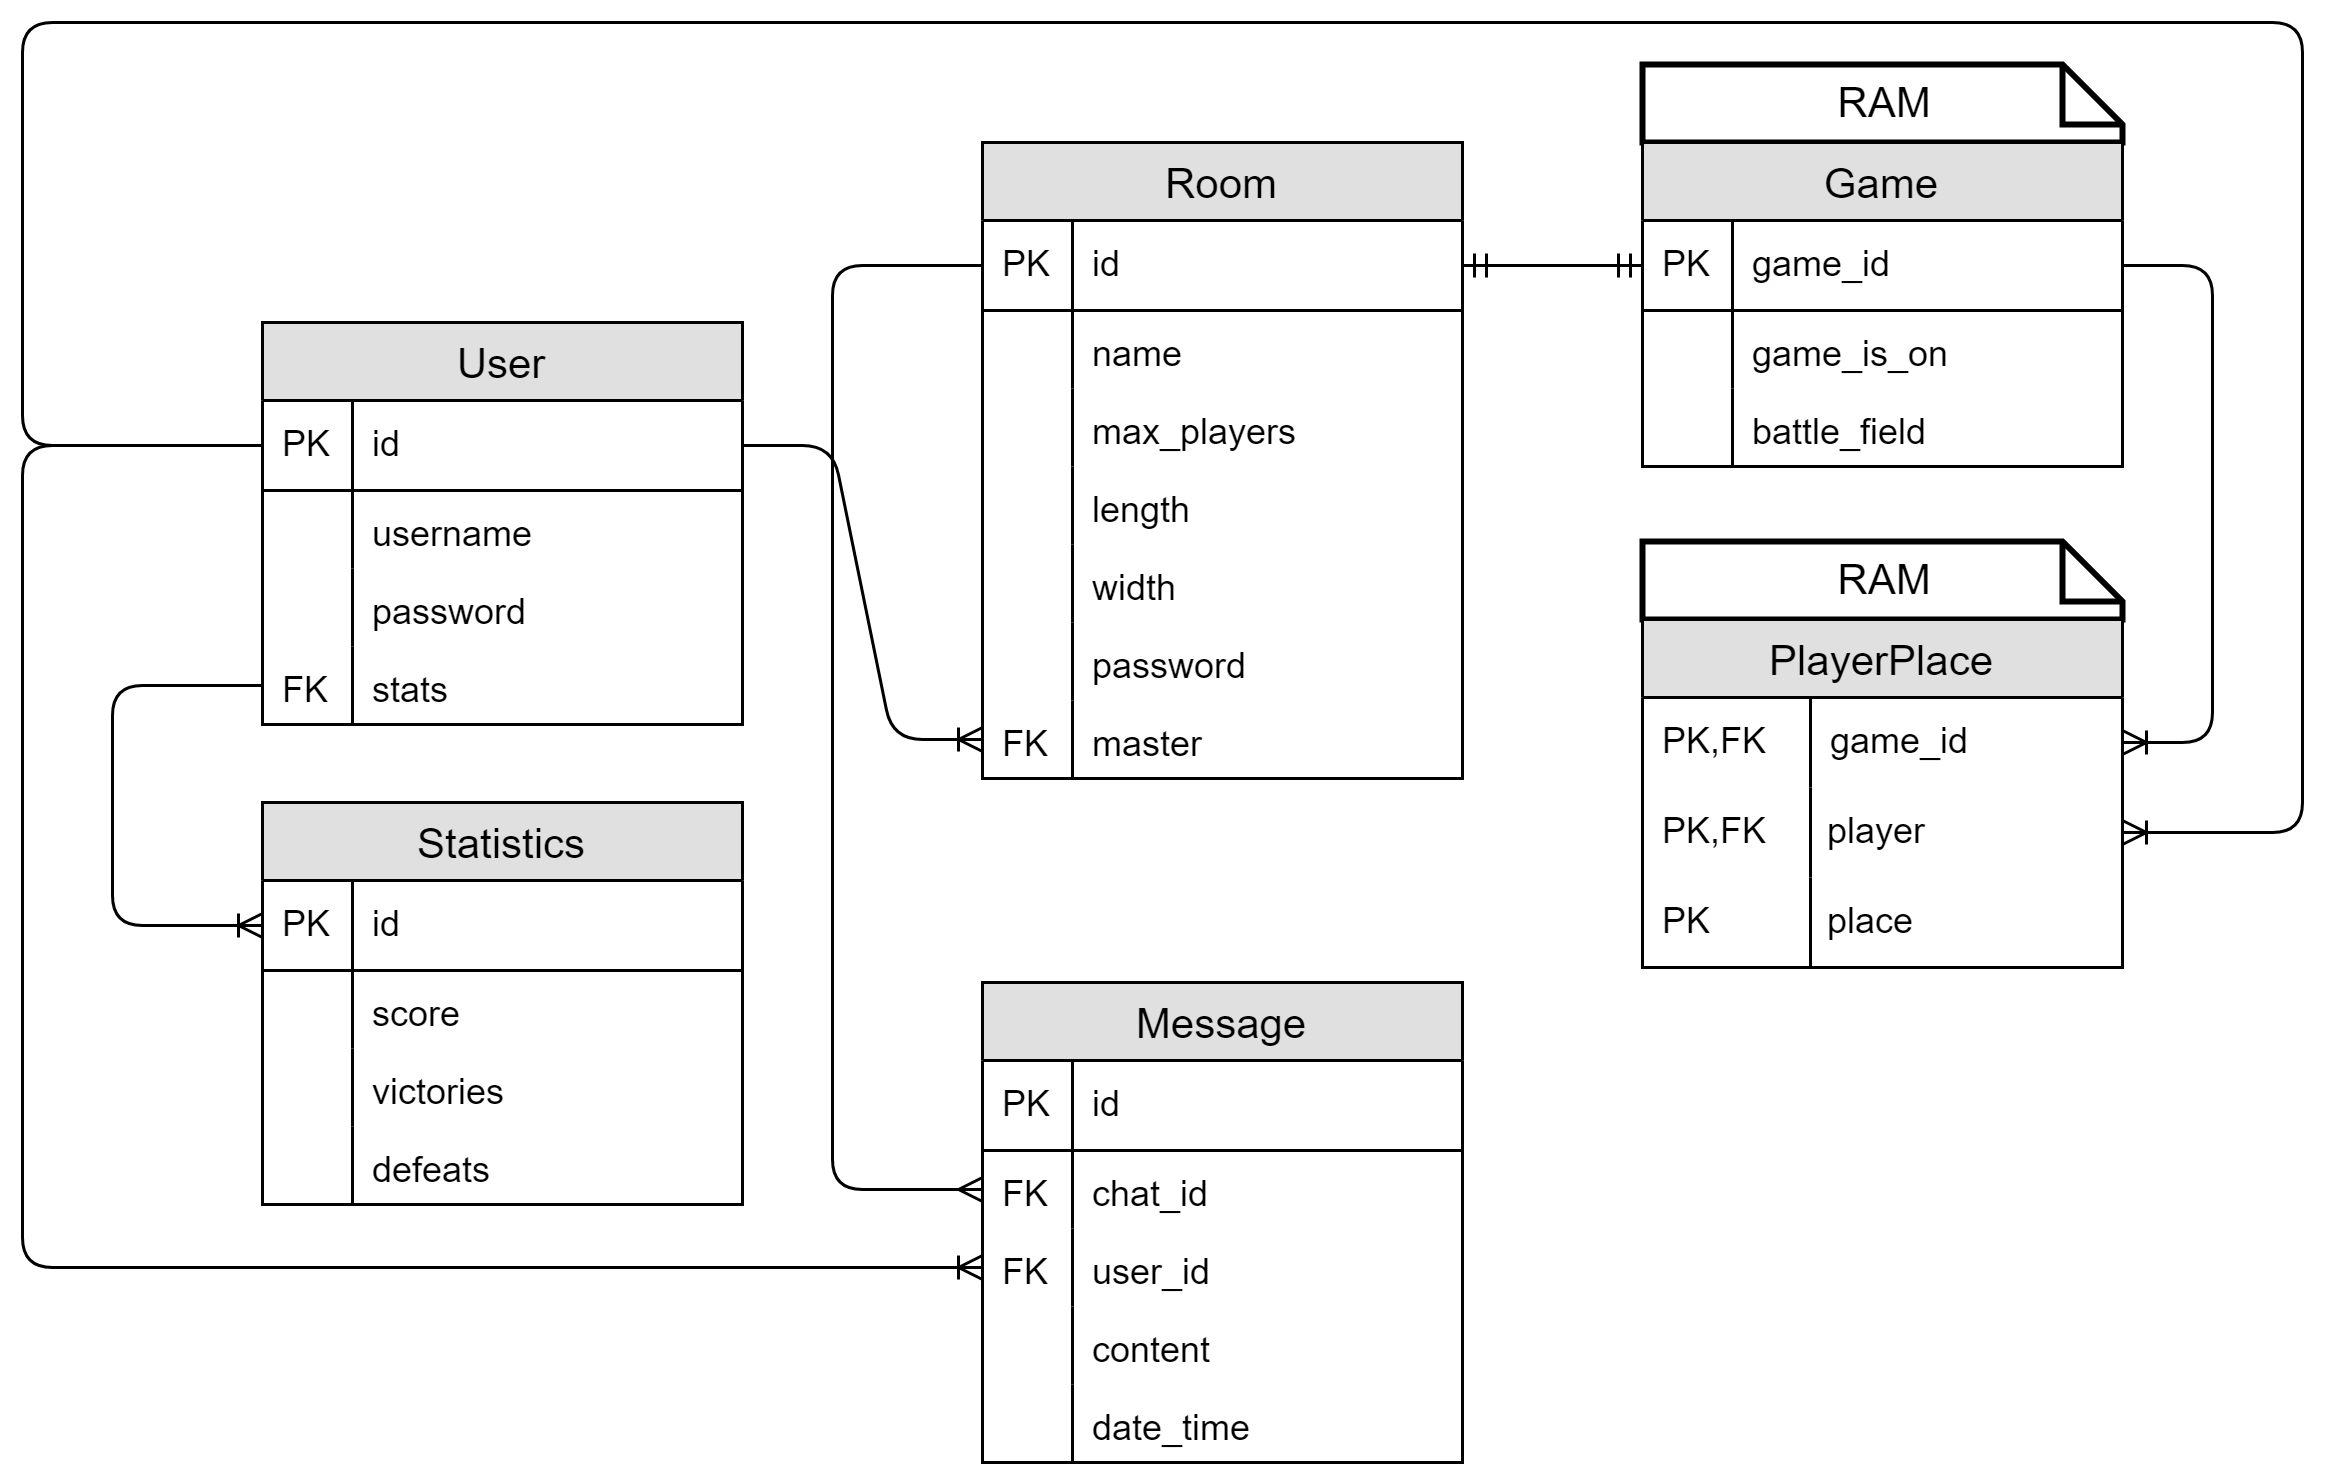 User
PK id
username
password
FK stats
Statistics
PK id
score
victories
defeats
Room
PK id
name
max_players
length
width
password
FK master
Message
PK id
FK chat_id
FK user_id
content
date_time
RAM
Game
PK game_id
game_is_on
battle_field
RAM
PlayerPlace
PK,FK game_id
PK,FK player
PK place